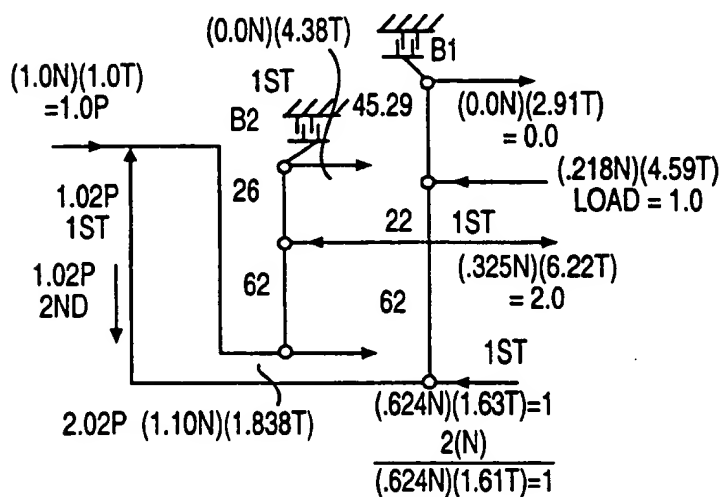 (0.0N)(4.38T)
B1
(1.0N)(1.0T)
=1.0P
1ST
45.29
(0.0N)(2.91T)
= 0.0
B2
26
(.218N)(4.59T)
LOAD = 1.0
1.02P
1ST
22
1ST
1.02P
2ND
62
62
(.325N)(6.22T)
= 2.0
1ST
2.02P (1.10N)(1.838T)
(.624N)(1.63T)=1
2(N)
(.624N)(1.61T)=1